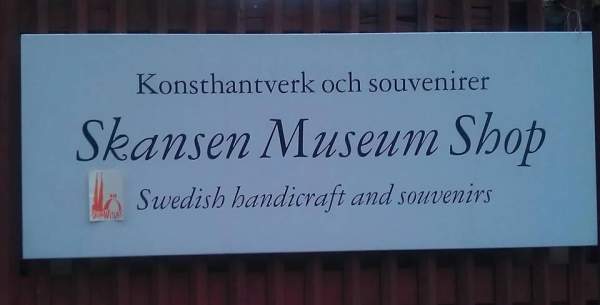 Konsthantverk och souvenirer
Skansen Museum Shop
Swedish handicraft and souvenirs